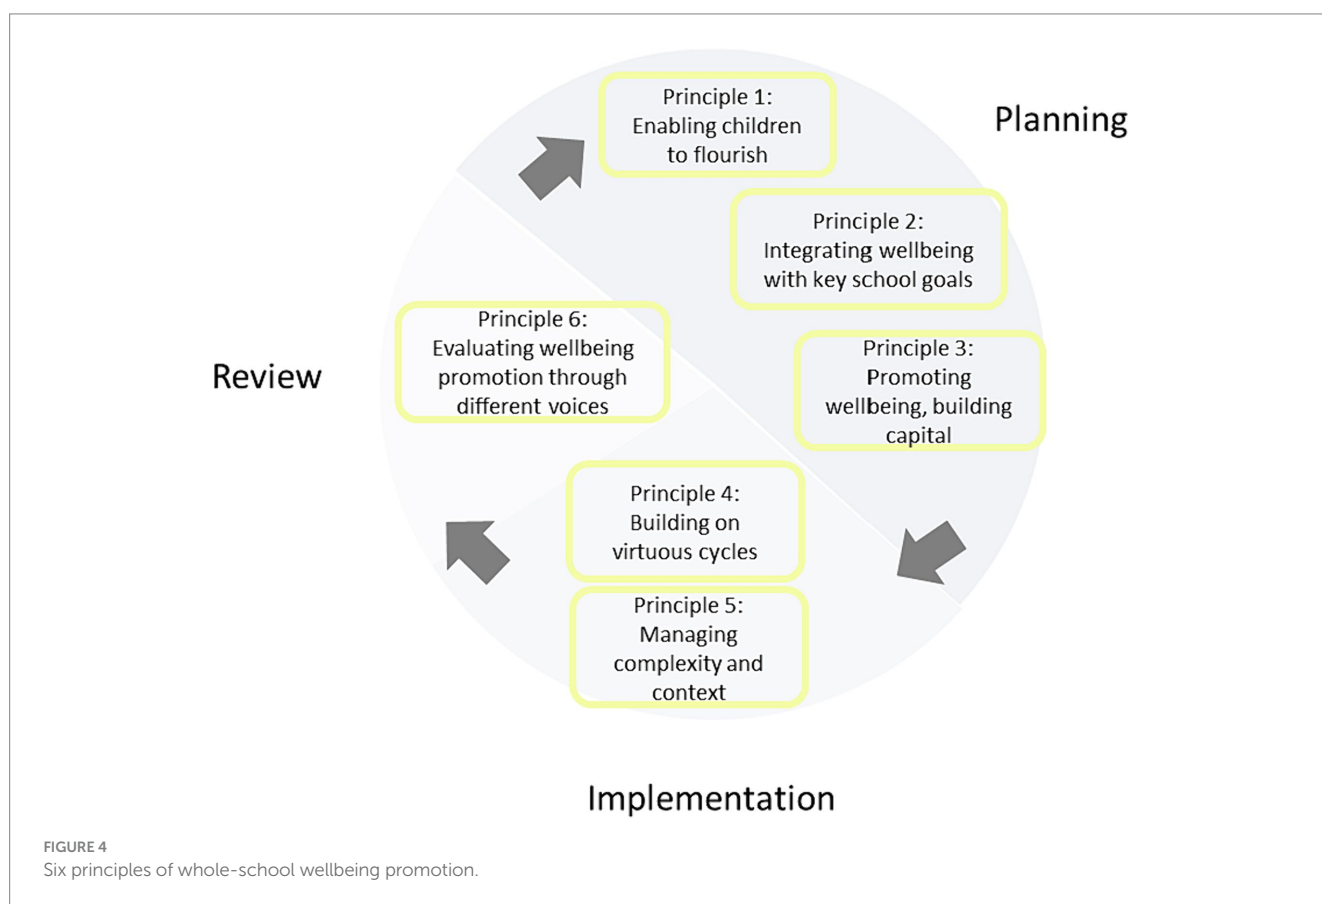 Principle 1:
Enabling children
to flourish
Planning
Principle 2:
Integrating wellbeing
with key school goals
Principle 3:
Promoting
wellbeing, building
capital
Principle 6:
Evaluating wellbeing
promotion through
different voices
Review
Principle 4:
Building on
virtuous cycles
Principle 5:
Managing
complexity and
context
Implementation
FIGURE 4
Six principles of whole-school wellbeing promotion.